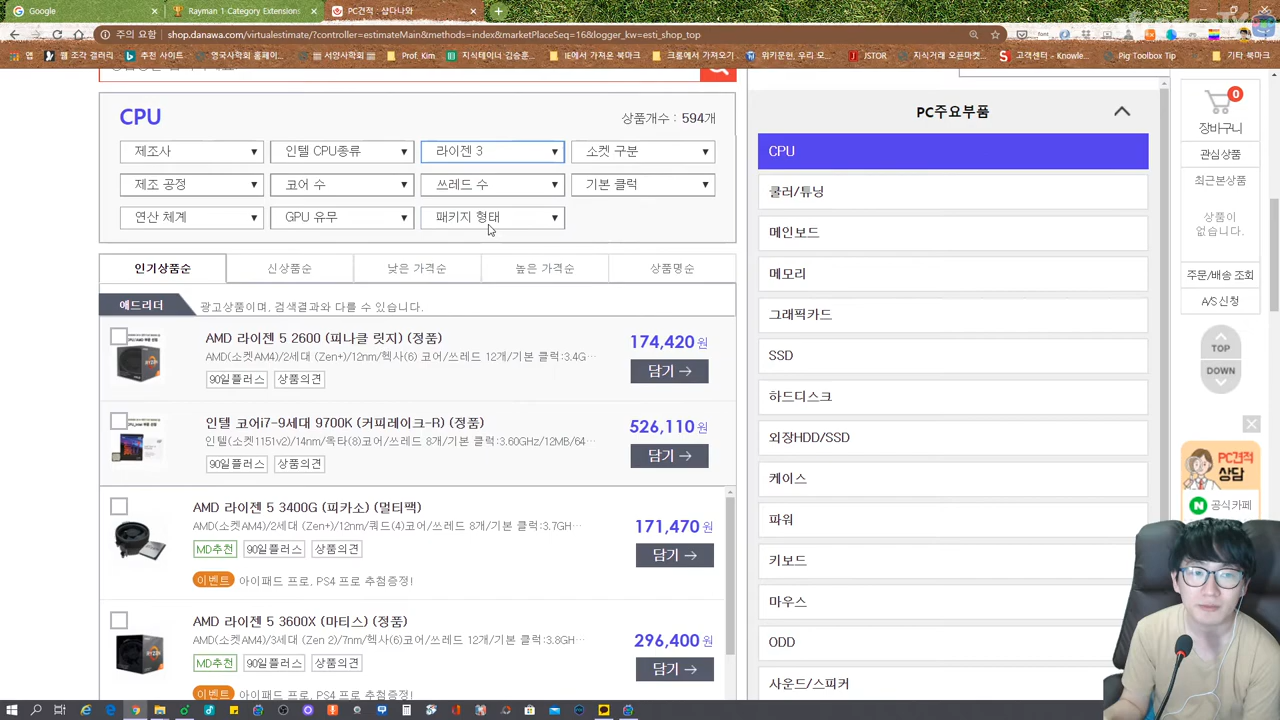 Google
Rayman 1 Category Extensions
PC견적 : 샵다나와
주의 요함
shop.danawa.com/virtualestimate/?controller=estimateMain&methods=index&marketPlaceSeq=16&logger_kw=esti_shop_top
앱
웹 조각 갤러리
추천 사이트
영국사학회 홈페이...
서양사학회
Prof, Kim
지식테이너 김승훈...
IE에서 가져온 북마크
크롬에서 가져오기
위키문헌, 우리 모...
JSTOR
지식거래 오픈마켓...
고객센터 - Knowle...
Pig Toolbox Tip
기타 북마크
CPU
상품개수 : 594개
제조사
인텔 CPU종류
라이젠 3
소켓 구분
제조 공정
코어 수
쓰레드 수
기본 클럭
연산 체계
GPU 유무
패키지 형태
인기상품순
신상품순
낮은 가격순
높은 가격순
상품명순
애드리더
광고상품이며, 검색결과와 다를 수 있습니다.
AMD 라이젠 5 2600 (피나클 릿지) (정품)
174,420 원
AMD(소켓AM4)/2세대 (Zen+)/12nm/헥사(6) 코어/쓰레드 12개/기본 클럭:3.4G...
담기 →
90일플러스
상품의견
인텔 코어i7-9세대 9700K (커피레이크-R) (정품)
526,110 원
인텔(소켓1151v2)/14nm/옥타(8)코어/쓰레드 8개/기본 클럭:3.60GHz/12MB/64...
담기 →
90일플러스
상품의견
AMD 라이젠 5 3400G (피카소) (멀티팩)
171,470 원
AMD(소켓AM4)/2세대 (Zen+)/12nm/쿼드(4)코어/쓰레드 8개/기본 클럭:3.7GH...
담기 →
MD추천
90일플러스
상품의견
이벤트
아이패드 프로, PS4 프로 추첨증정!
AMD 라이젠 5 3600X (마티스) (정품)
296,400 원
AMD(소켓AM4)/3세대 (Zen 2)/7nm/헥사(6)코어/쓰레드 12개/기본 클럭:3.8GH...
담기 →
MD추천
90일플러스
상품의견
이벤트
아이패드 프로, PS4 프로 추첨증정!
PC주요부품
CPU
쿨러/튜닝
메인보드
메모리
그래픽카드
SSD
하드디스크
외장HDD/SSD
케이스
파워
키보드
마우스
ODD
사운드/스피커
0
장바구니
관심상품
최근본상품
상품이
없습니다.
주문/배송 조회
A/S 신청
TOP
DOWN
PC견적
상담
N 공식카페